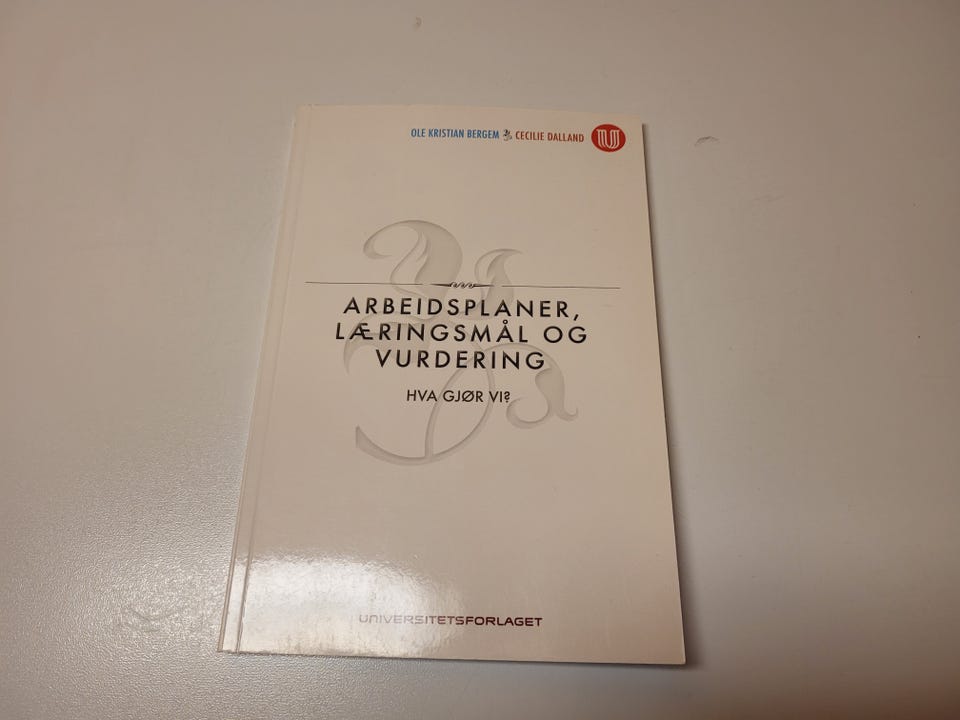 OLE KRISTIAN BERGEM & CECILIE DALLAND
ARBEIDSPLANER,
LÆRINGSMÅL OG
VURDERING
HVA GJØR VI?
UNIVERSITETSFORLAGET